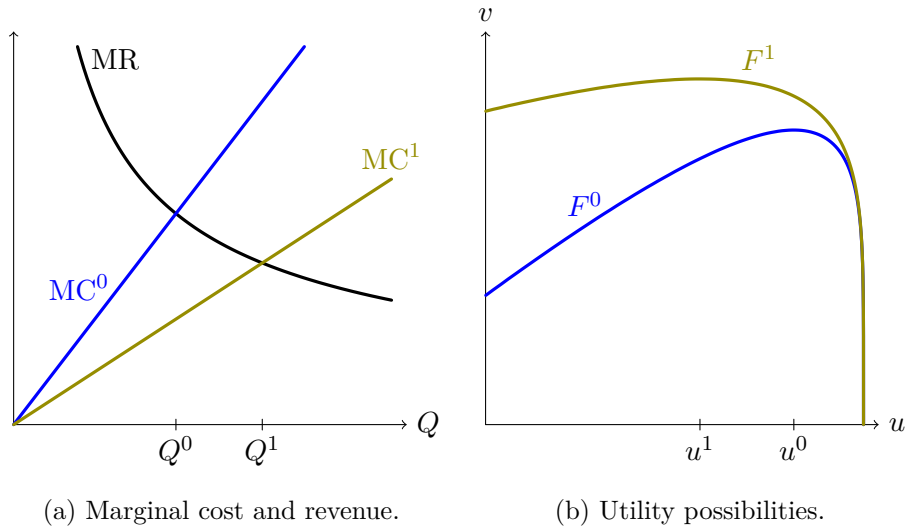 MR
MC⁰
MC¹
Q
Q⁰
Q¹
(a) Marginal cost and revenue.
v
F¹
F⁰
u
u¹
u⁰
(b) Utility possibilities.